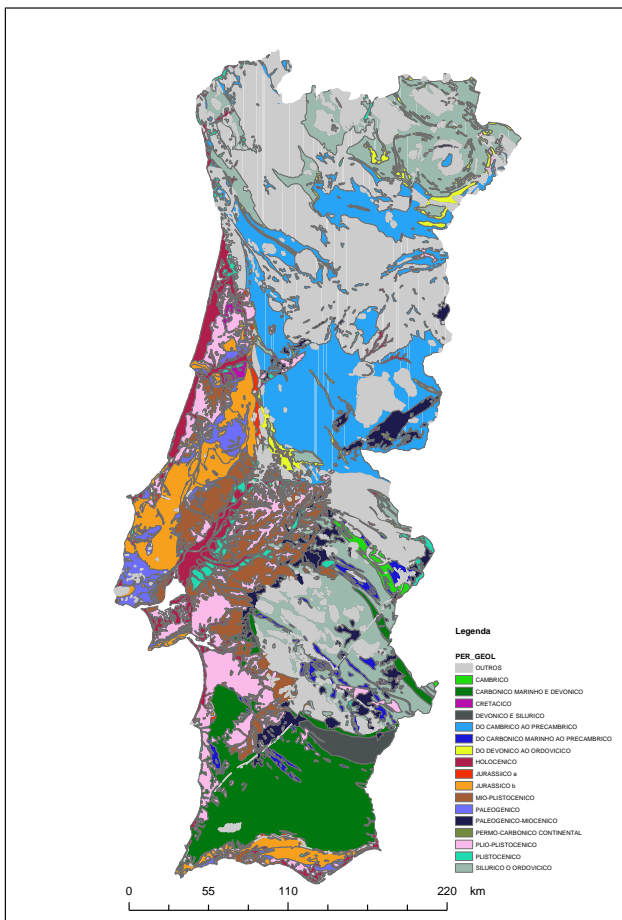 Legenda
PER_GEOL
OUTROS
CAMBRICO
CARBONICO MARINHO E DEVONICO
CRETACICO
DEVONICO E SILURICO
DO CAMBRICO AO PRECAMBRICO
DO CARBONICO MARINHO AO PRECAMBRICO
DO DEVONICO AO ORDOVICICO
HOLOCENICO
JURASSICO a
JURASSICO b
MIO-PLISTOCENICO
PALEOGENICO
PALEOGENICO-MIOCENICO
PERMO-CARBONICO CONTINENTAL
PLIO-PLISTOCENICO
PLISTOCENICO
SILURICO O ORDOVICICO
0 55 110 220 km